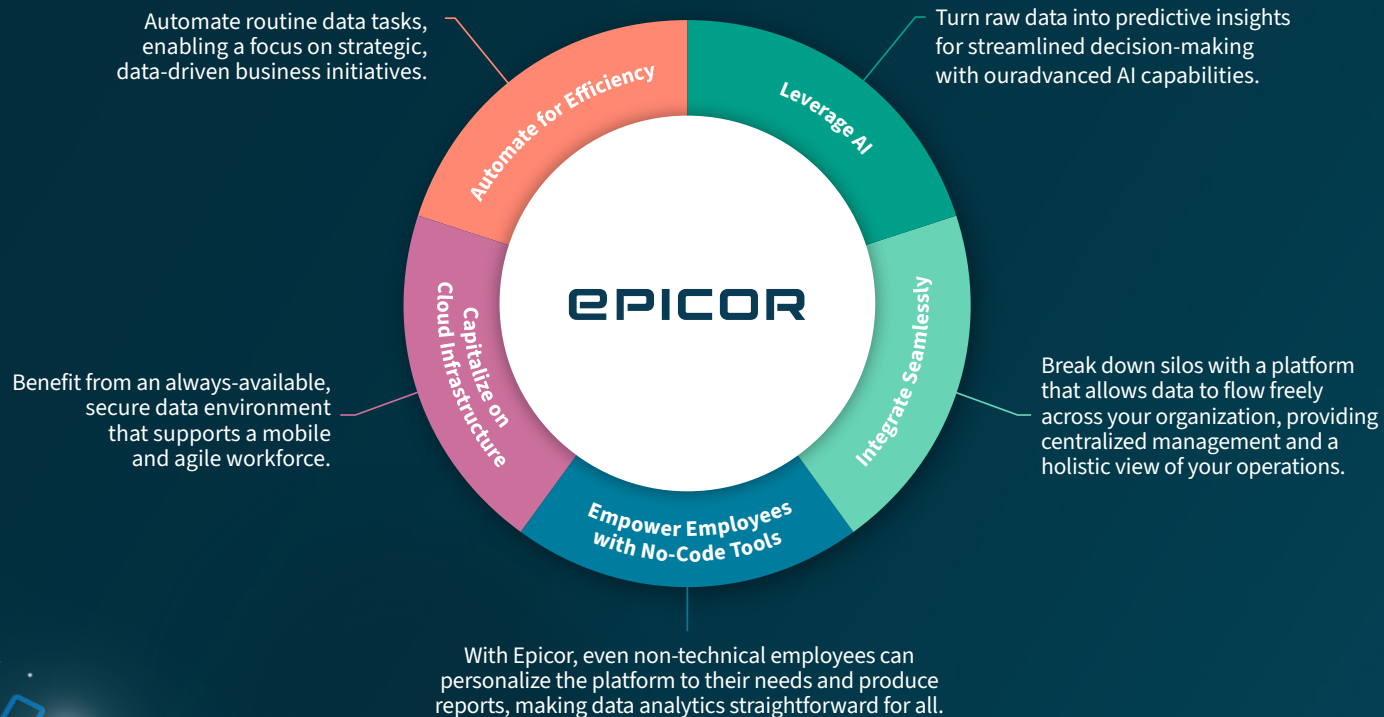 Automate routine data tasks,
enabling a focus on strategic,
data-driven business initiatives.
Automate for Efficiency
Leverage AI
Turn raw data into predictive insights
for streamlined decision-making
with ouradvanced AI capabilities.
epicor
Capitalize on
Cloud Infrastructure
Benefit from an always-available,
secure data environment
that supports a mobile
and agile workforce.
Integrate Seamlessly
Break down silos with a platform
that allows data to flow freely
across your organization, providing
centralized management and a
holistic view of your operations.
Empower Employees
with No-Code Tools
With Epicor, even non-technical employees can
personalize the platform to their needs and produce
reports, making data analytics straightforward for all.